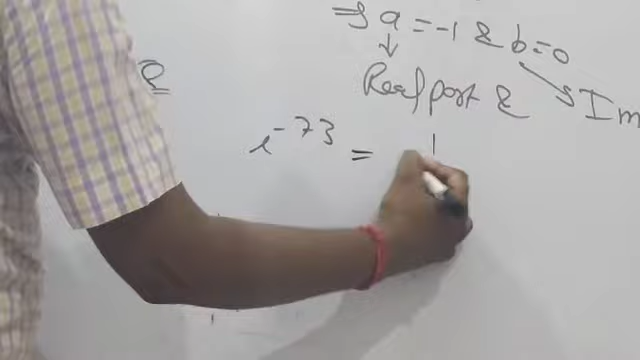 ⇒ a = -1 & b = 0
↓
Real part & Im
Q
i⁻⁷³ = 1